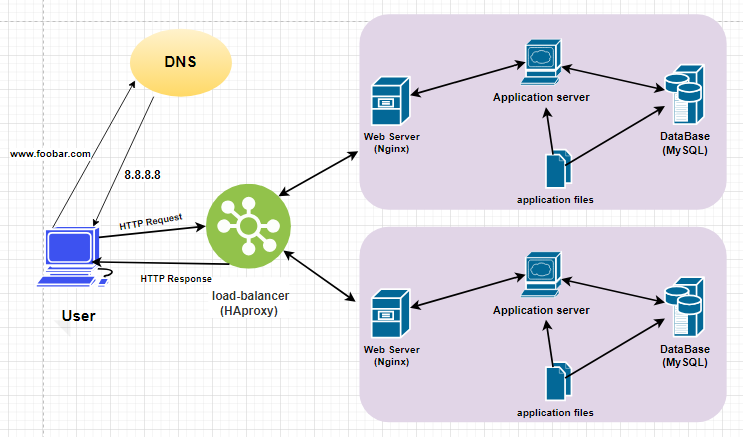 DNS
www.foobar.com
8.8.8.8
HTTP Request
HTTP Response
User
load-balancer
(HAproxy)
Web Server
(Nginx)
Application server
DataBase
(MySQL)
application files
Web Server
(Nginx)
Application server
DataBase
(MySQL)
application files